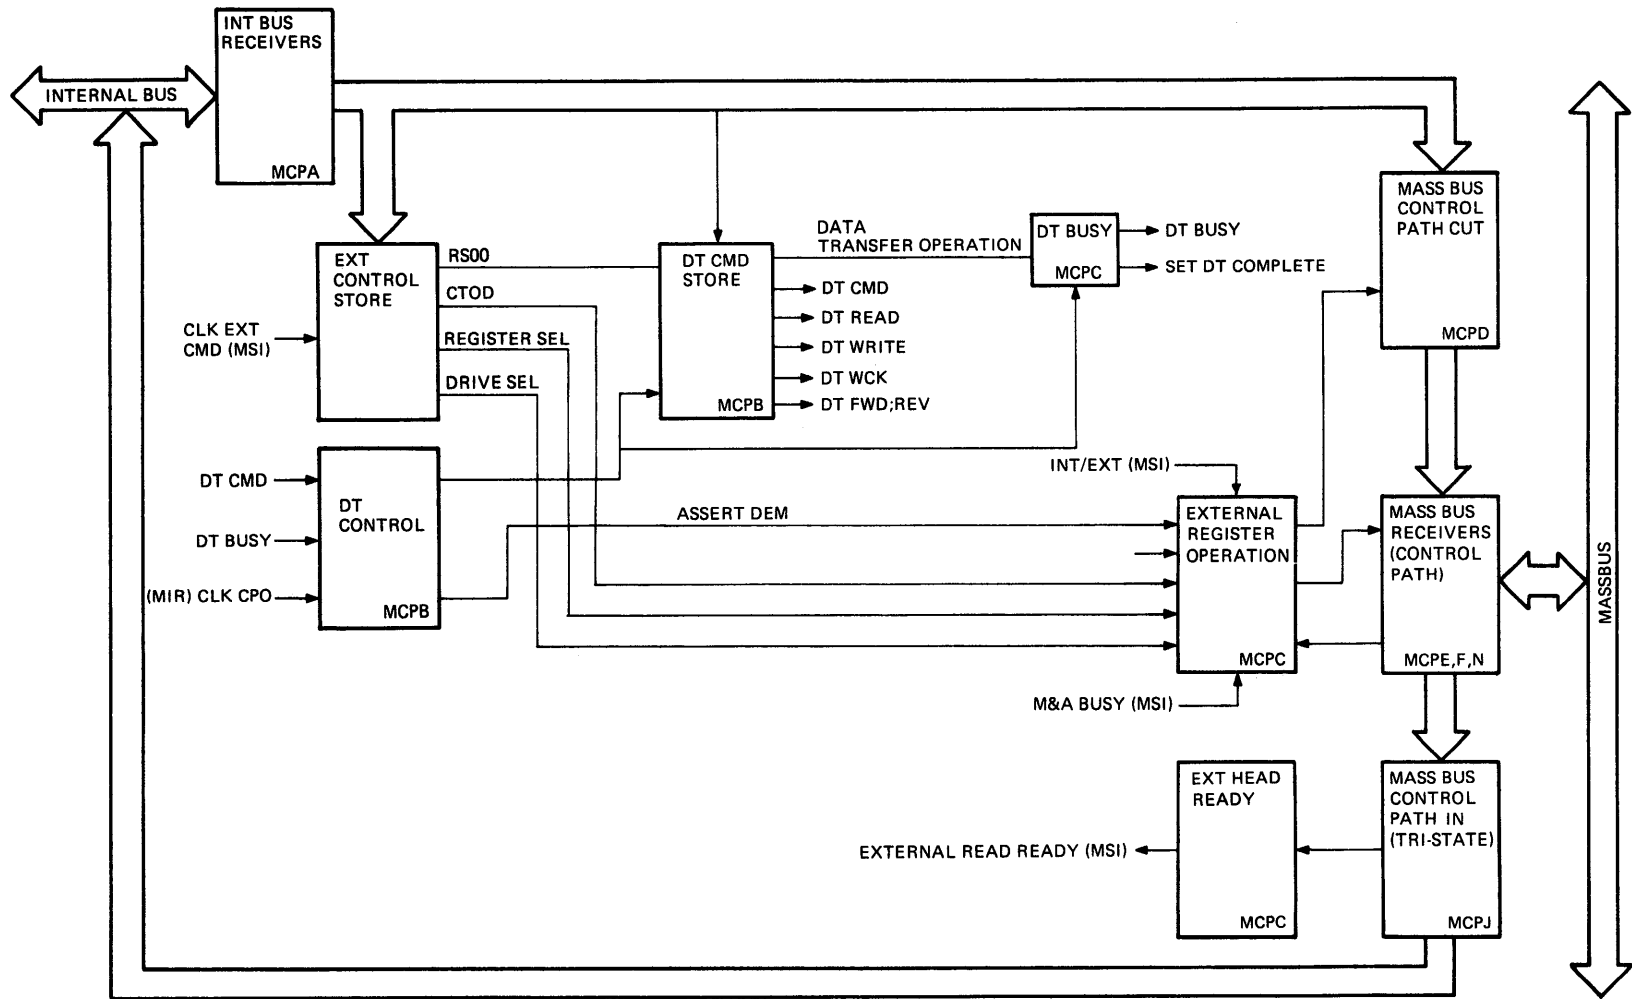 INT BUS
RECEIVERS
MCPA
INTERNAL BUS
EXT
CONTROL
STORE
CLK EXT
CMD (MSI)
RS00
CTOD
REGISTER SEL
DRIVE SEL
DT CMD
STORE
MCPB
DATA
TRANSFER OPERATION
DT CMD
DT READ
DT WRITE
DT WCK
DT FWD;REV
DT BUSY
MCPC
DT BUSY
SET DT COMPLETE
MASS BUS
CONTROL
PATH CUT
MCPD
DT CMD
DT BUSY
(MIR) CLK CPO
DT
CONTROL
MCPB
ASSERT DEM
INT/EXT (MSI)
EXTERNAL
REGISTER
OPERATION
MCPC
M&A BUSY (MSI)
MASS BUS
RECEIVERS
(CONTROL
PATH)
MCPE,F,N
MASSBUS
EXT HEAD
READY
MCPC
EXTERNAL READ READY (MSI)
MASS BUS
CONTROL
PATH IN
(TRI-STATE)
MCPJ